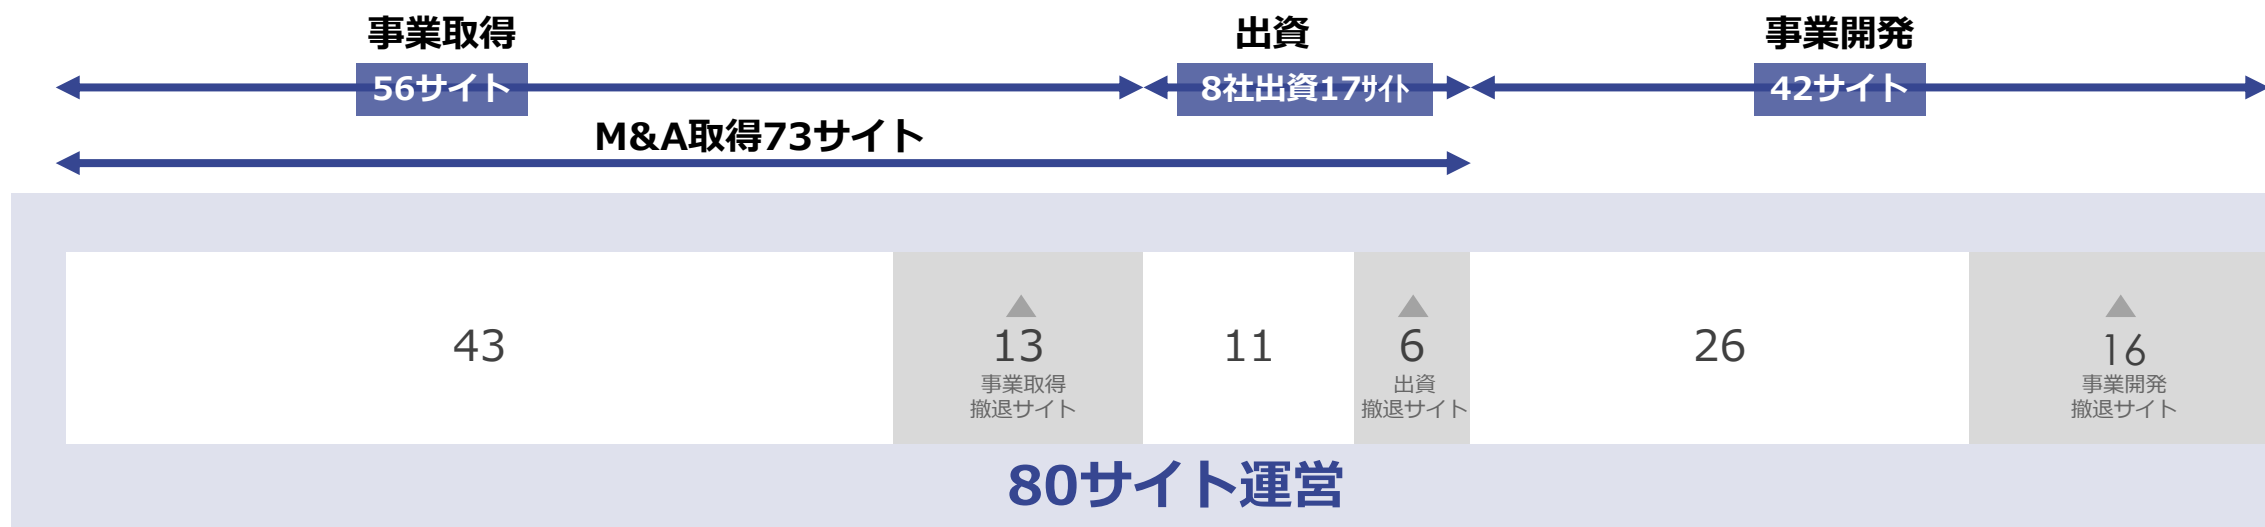 事業取得
出資
事業開発
56サイト
8社出資17ｻｲﾄ
42サイト
M&A取得73サイト
43
▲
13
事業取得
撤退サイト
11
▲
6
出資
撤退サイト
26
▲
16
事業開発
撤退サイト
80サイト運営